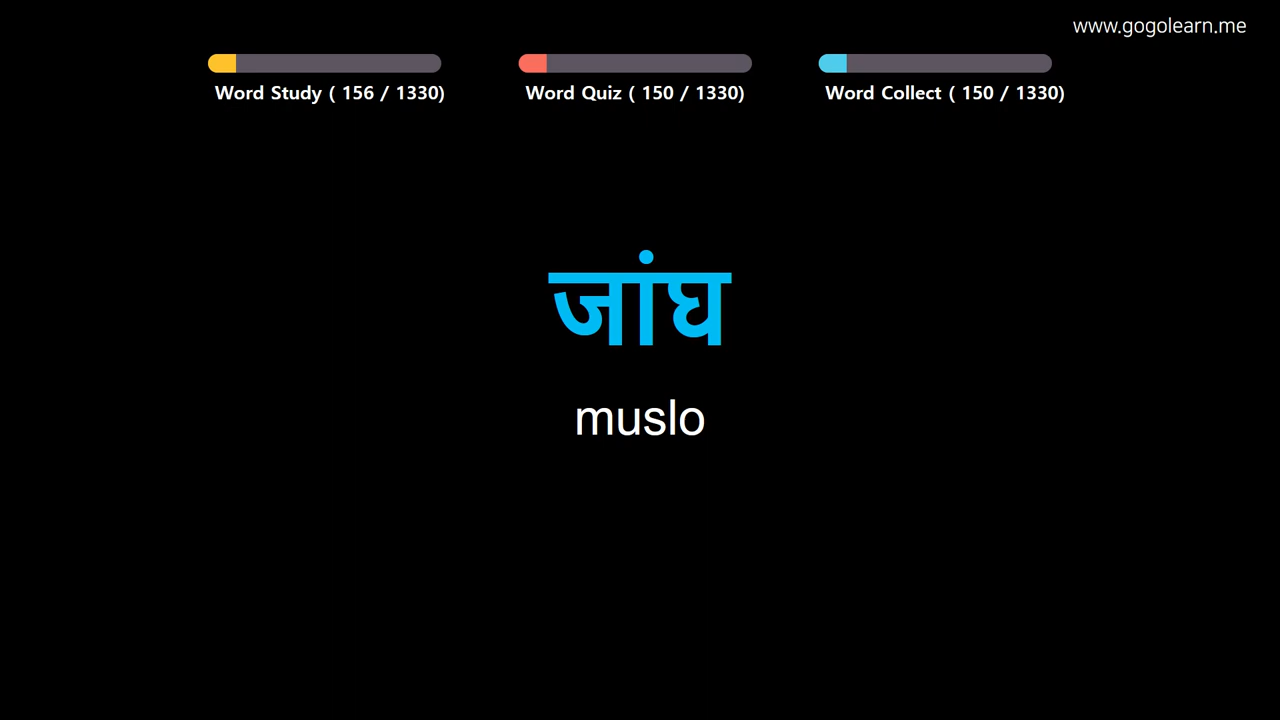 www.gogolearn.me
Word Study ( 156 / 1330)
Word Quiz ( 150 / 1330)
Word Collect ( 150 / 1330)
जांघ
muslo